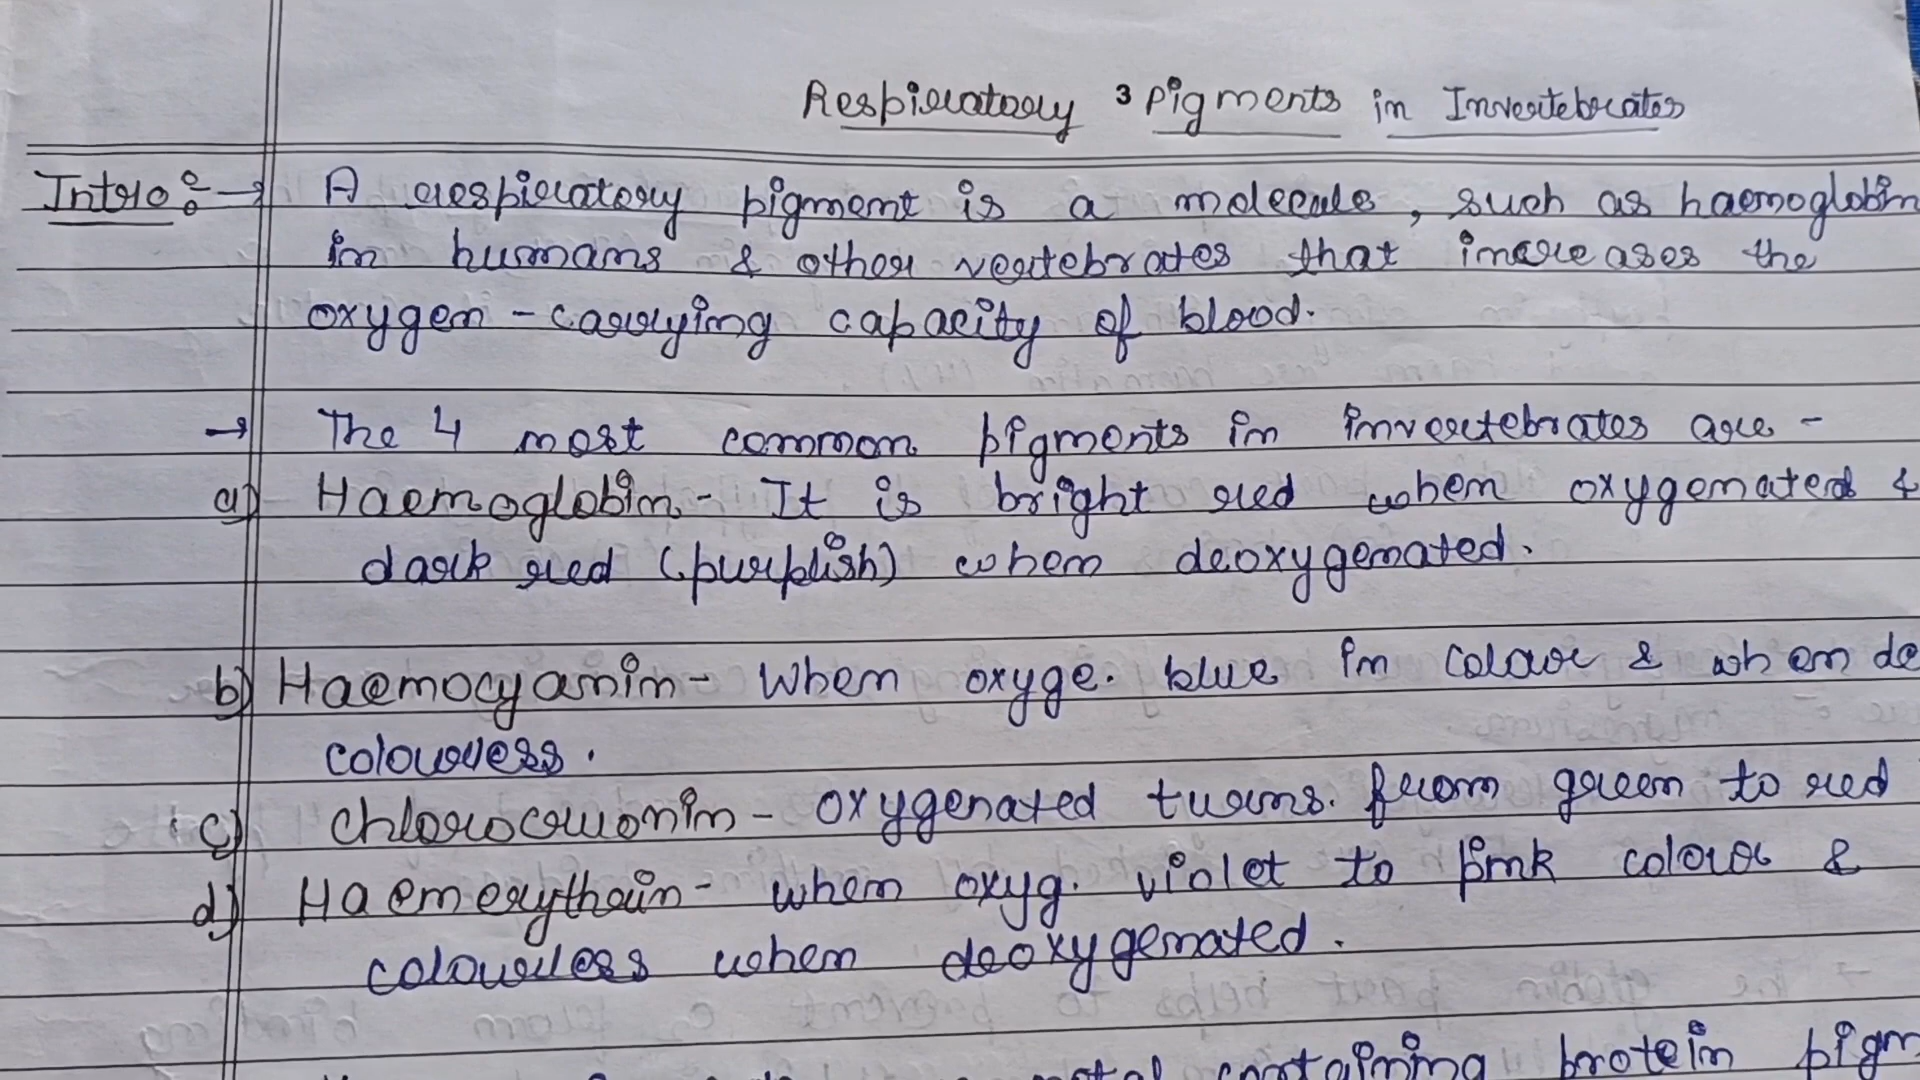 Respiratory 3 Pigments in Invertebrates
Intro :→ A respiratory pigment is a molecule, such as haemoglobin
in humans & other vertebrates that increases the
oxygen - carrying capacity of blood.
→ The 4 most common pigments in invertebrates are -
a) Haemoglobin - It is bright red when oxygenated &
dark red (purplish) when deoxygenated.
b) Haemocyanin - When oxyge. blue in colour & when de
colourless.
c) Chlorocruonin - oxygenated turns. from green to red
d) Haemerythrin - when oxyg. violet to pink colour &
colourless when deoxygenated.
containing protein pigm